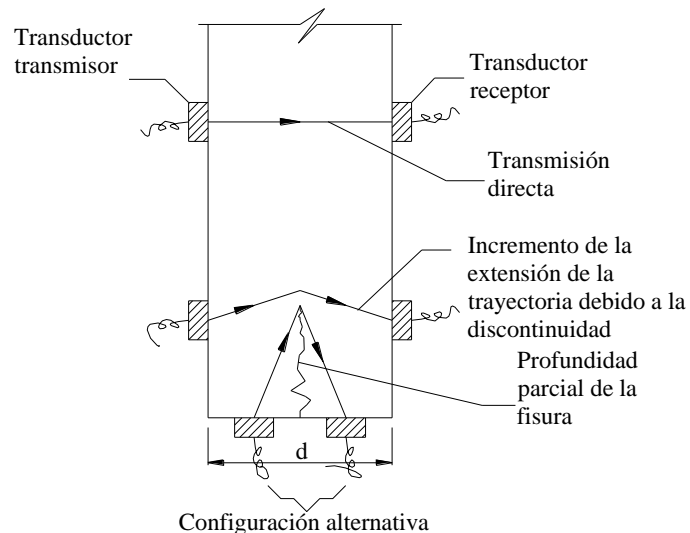 Transductor
transmisor
Transductor
receptor
Transmisión
directa
Incremento de la
extensión de la
trayectoria debido a la
discontinuidad
Profundidad
parcial de la
fisura
d
Configuración alternativa